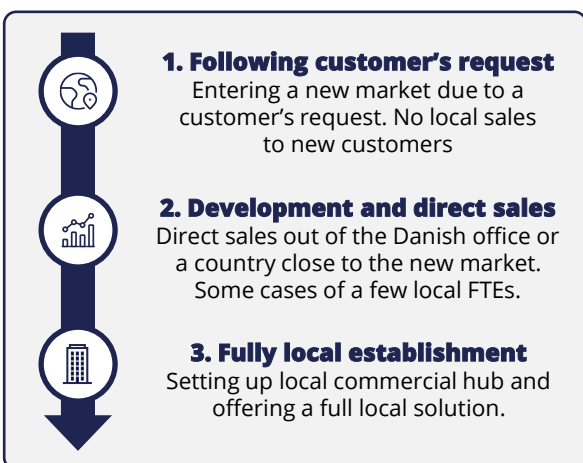 1. Following customer’s request
Entering a new market due to a
customer’s request. No local sales
to new customers
2. Development and direct sales
Direct sales out of the Danish office or
a country close to the new market.
Some cases of a few local FTEs.
3. Fully local establishment
Setting up local commercial hub and
offering a full local solution.